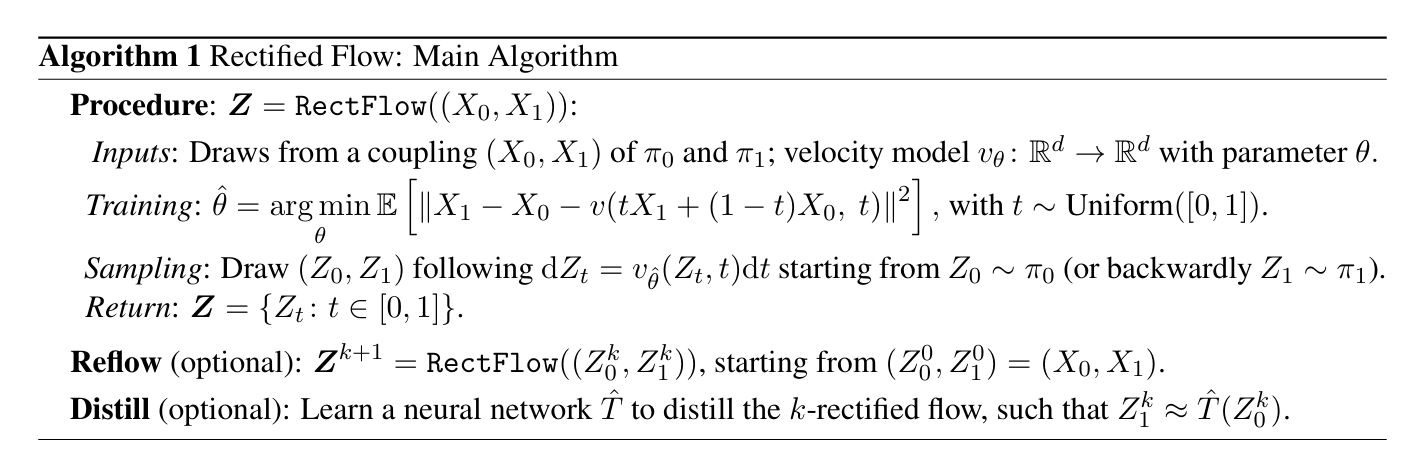 Algorithm 1 Rectified Flow: Main Algorithm
Procedure: $\boldsymbol{Z} = \texttt{RectFlow}((X_0, X_1))$:
Inputs: Draws from a coupling $(X_0, X_1)$ of $\pi_0$ and $\pi_1$; velocity model $v_\theta \colon \mathbb{R}^d \to \mathbb{R}^d$ with parameter $\theta$.
Training: $\hat{\theta} = \underset{\theta}{\arg\min}\, \mathbb{E}\left[\|X_1 - X_0 - v(tX_1 + (1-t)X_0,\ t)\|^2\right]$, with $t \sim \text{Uniform}([0, 1])$.
Sampling: Draw $(Z_0, Z_1)$ following $\mathrm{d}Z_t = v_{\hat{\theta}}(Z_t, t)\mathrm{d}t$ starting from $Z_0 \sim \pi_0$ (or backwardly $Z_1 \sim \pi_1$).
Return: $\boldsymbol{Z} = \{Z_t \colon t \in [0, 1]\}$.
Reflow (optional): $\boldsymbol{Z}^{k+1} = \texttt{RectFlow}((Z_0^k, Z_1^k))$, starting from $(Z_0^0, Z_1^0) = (X_0, X_1)$.
Distill (optional): Learn a neural network $\hat{T}$ to distill the $k$-rectified flow, such that $Z_1^k \approx \hat{T}(Z_0^k)$.